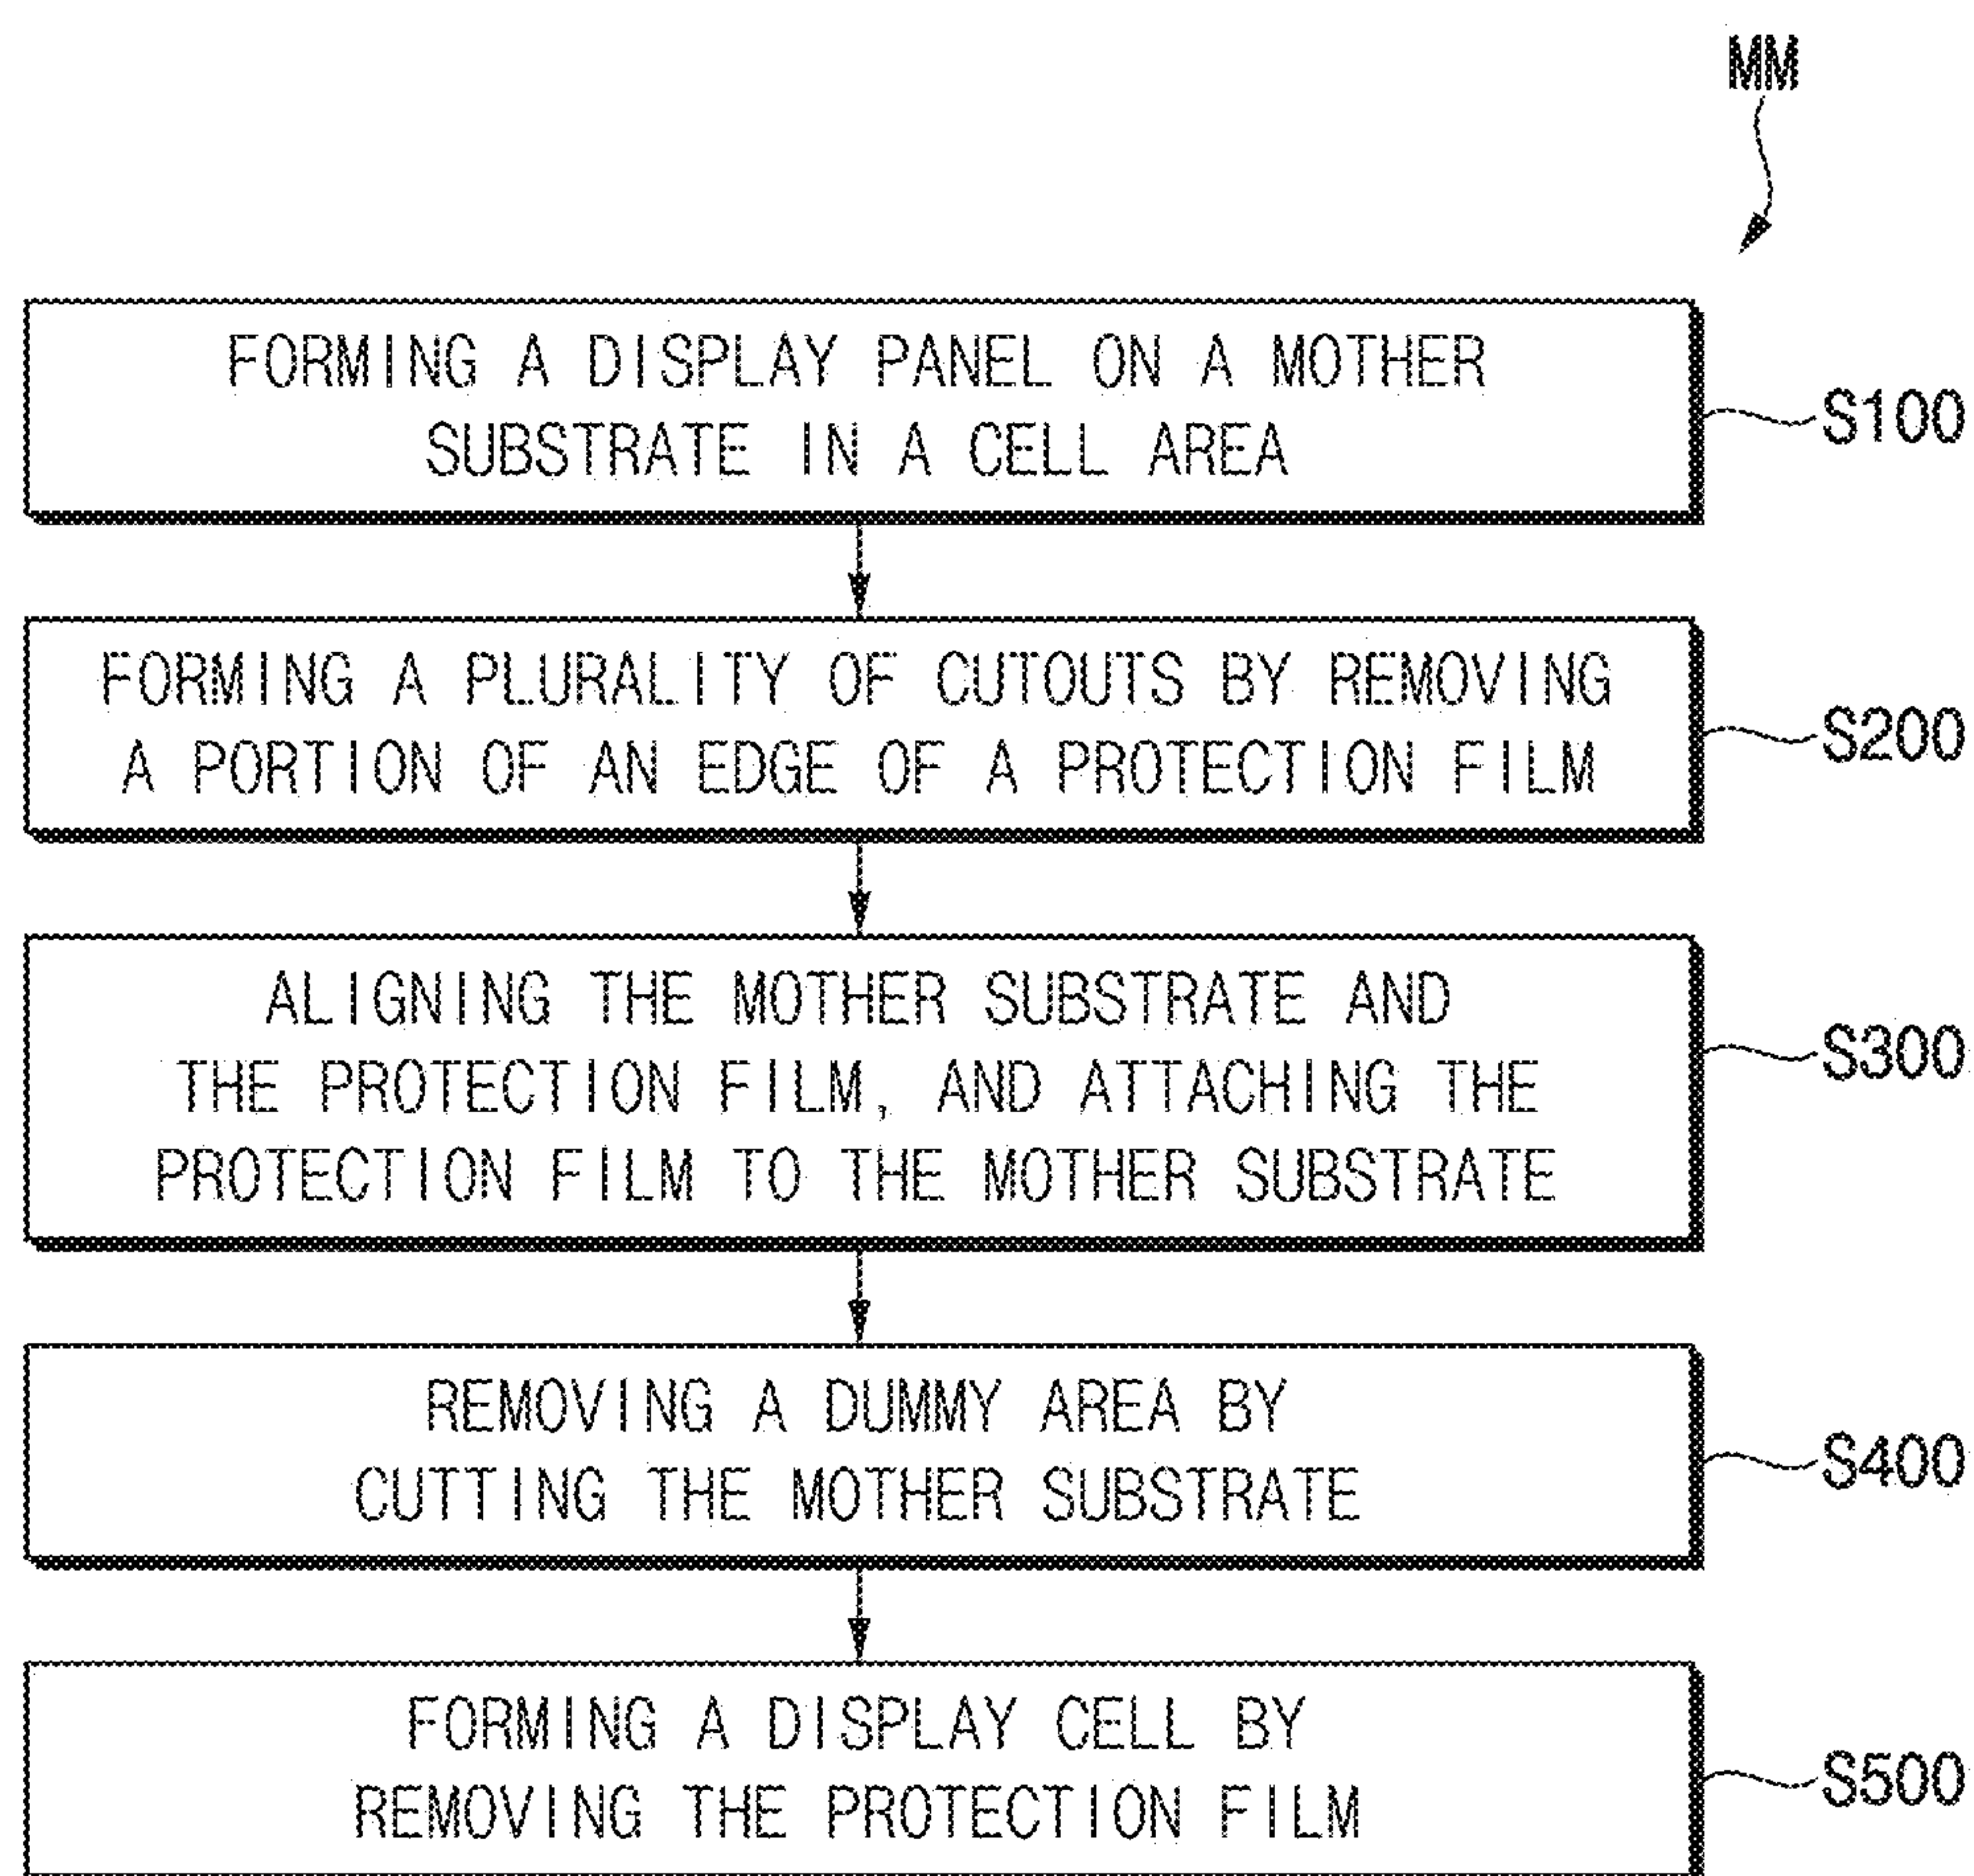 MM
FORMING A DISPLAY PANEL ON A MOTHER
SUBSTRATE IN A CELL AREA
S100
FORMING A PLURALITY OF CUTOUTS BY REMOVING
A PORTION OF AN EDGE OF A PROTECTION FILM
S200
ALIGNING THE MOTHER SUBSTRATE AND
THE PROTECTION FILM, AND ATTACHING THE
PROTECTION FILM TO THE MOTHER SUBSTRATE
S300
REMOVING A DUMMY AREA BY
CUTTING THE MOTHER SUBSTRATE
S400
FORMING A DISPLAY CELL BY
REMOVING THE PROTECTION FILM
S500